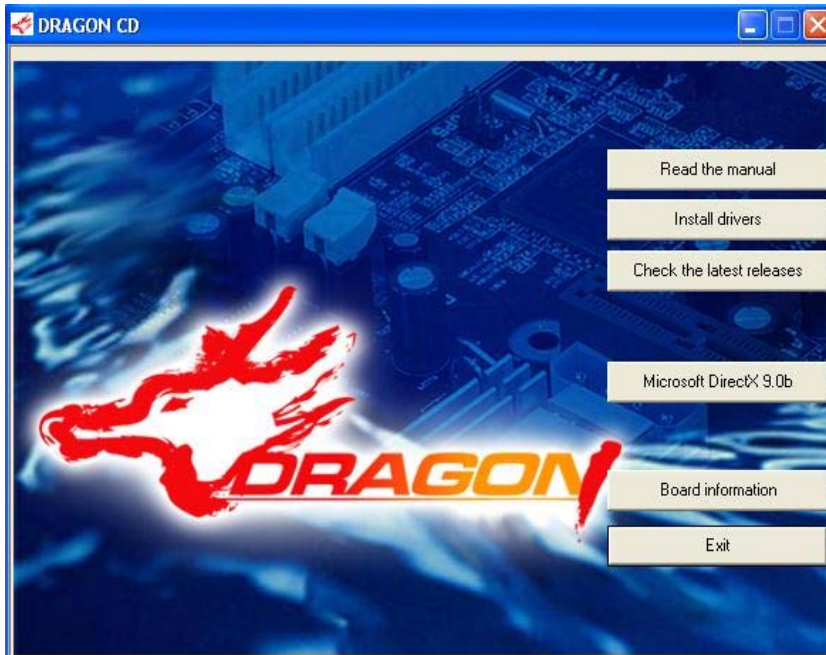 DRAGON CD
Read the manual
Install drivers
Check the latest releases
Microsoft DirectX 9.0b
DRAGON
Board information
Exit